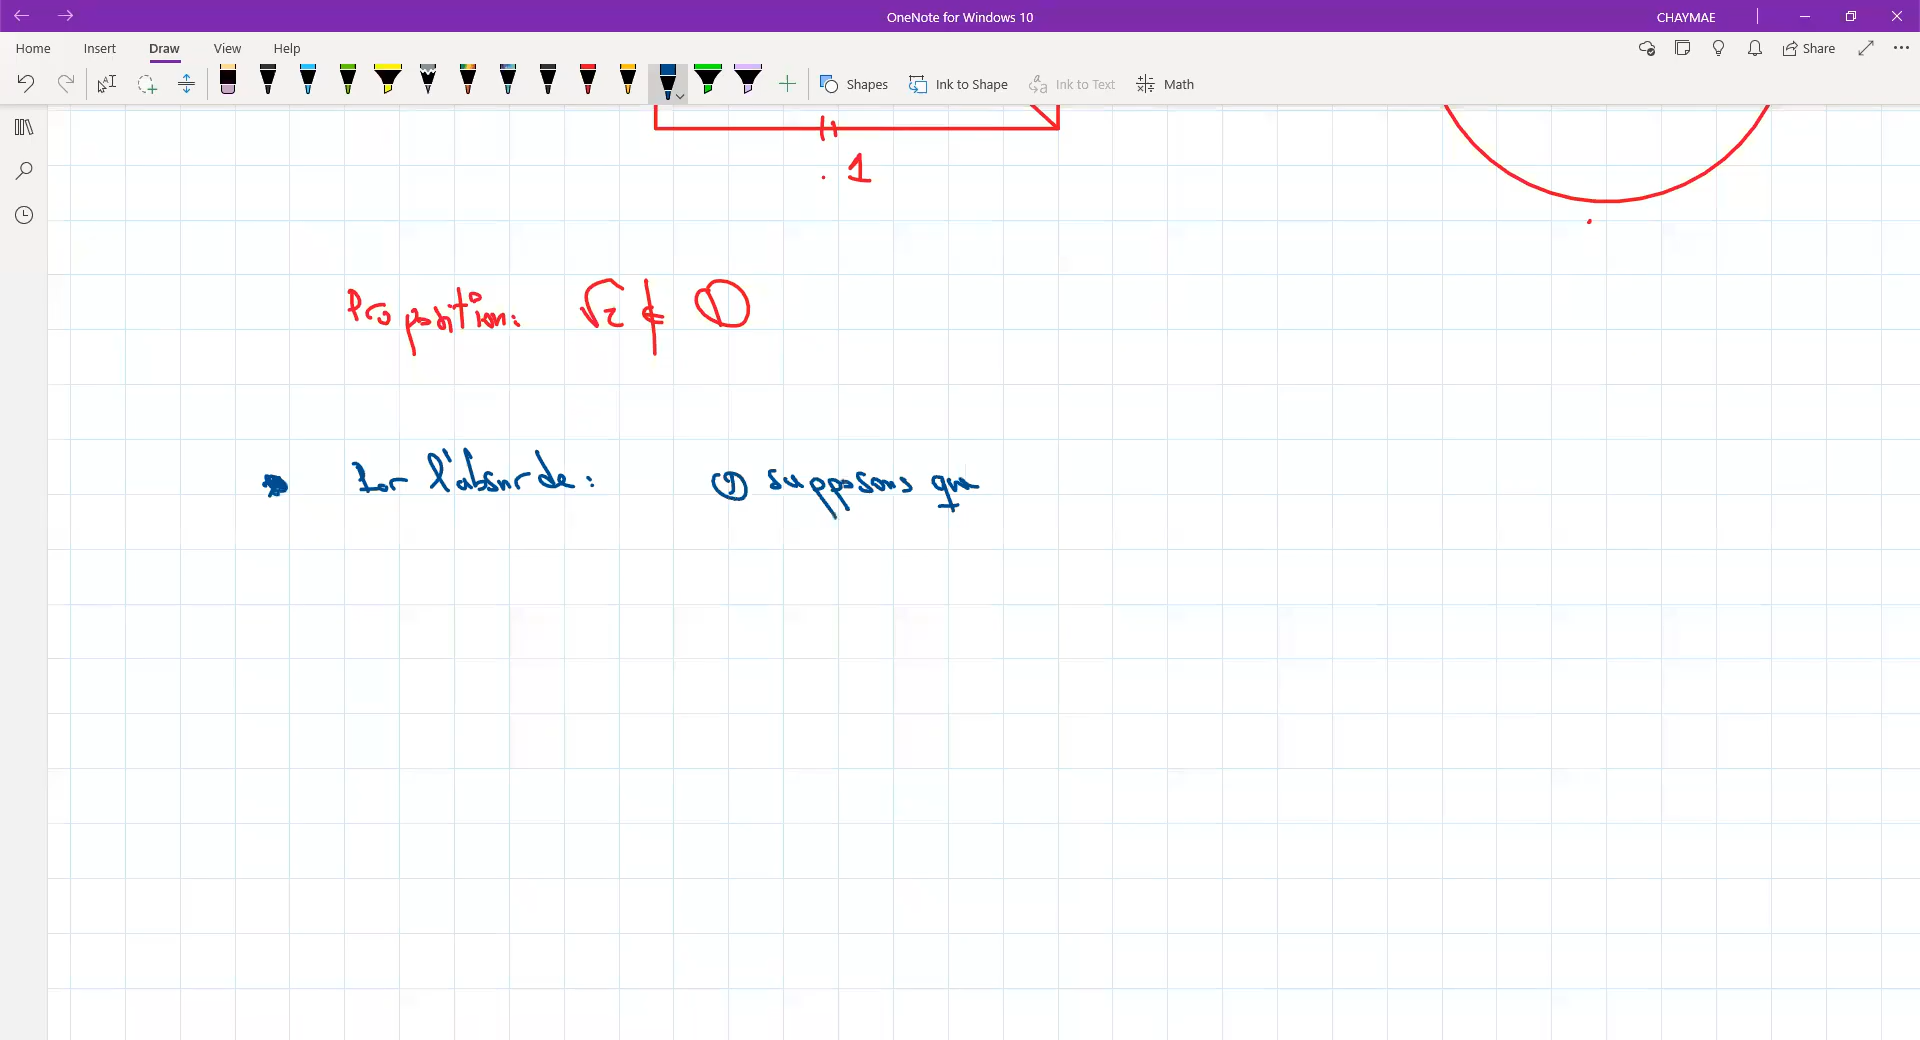 OneNote for Windows 10
CHAYMAE
Home Insert Draw View Help
Share
Shapes Ink to Shape Ink to Text Math
1
Proposition: √2 ∉ ℚ
Par l'absurde: ① supposons que